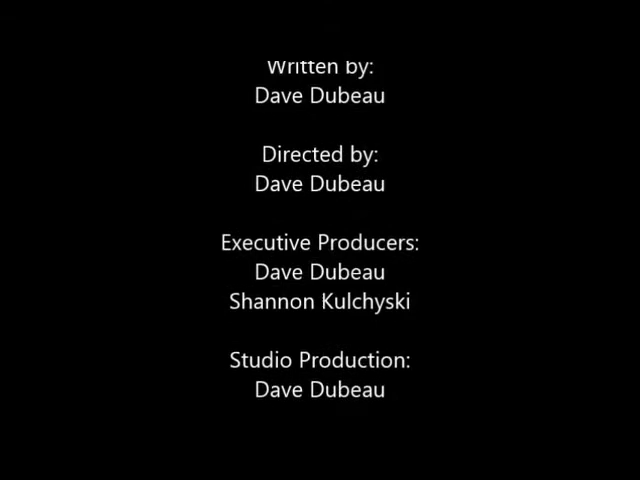 Written by:
Dave Dubeau
Directed by:
Dave Dubeau
Executive Producers:
Dave Dubeau
Shannon Kulchyski
Studio Production:
Dave Dubeau